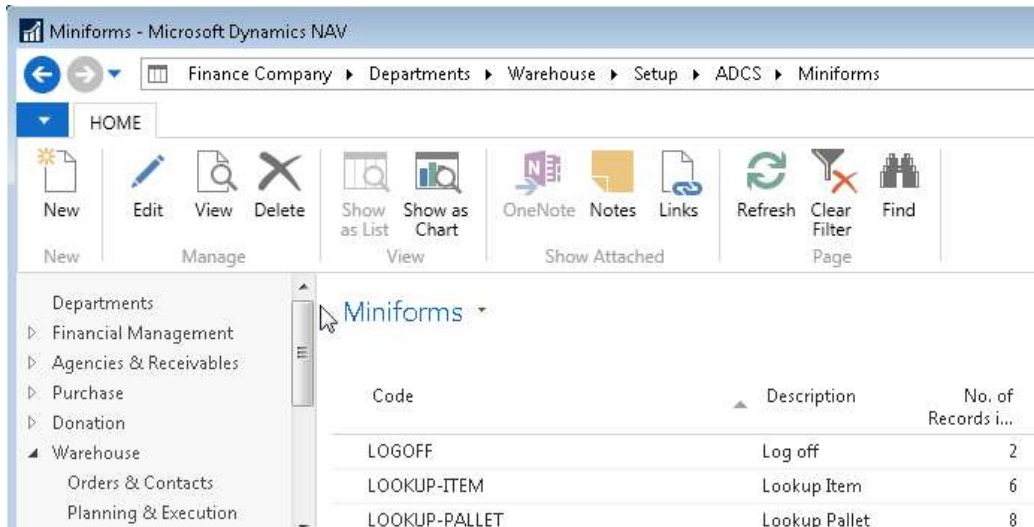 Miniforms - Microsoft Dynamics NAV
Finance Company ▸ Departments ▸ Warehouse ▸ Setup ▸ ADCS ▸ Miniforms
HOME
New Edit View Delete Show as List Show as Chart OneNote Notes Links Refresh Clear Filter Find
New Manage View Show Attached Page
Departments
Financial Management
Agencies & Receivables
Purchase
Donation
Warehouse
Orders & Contacts
Planning & Execution
Miniforms
Code Description No. of Records i...
LOGOFF Log off 2
LOOKUP-ITEM Lookup Item 6
LOOKUP-PALLET Lookup Pallet 8